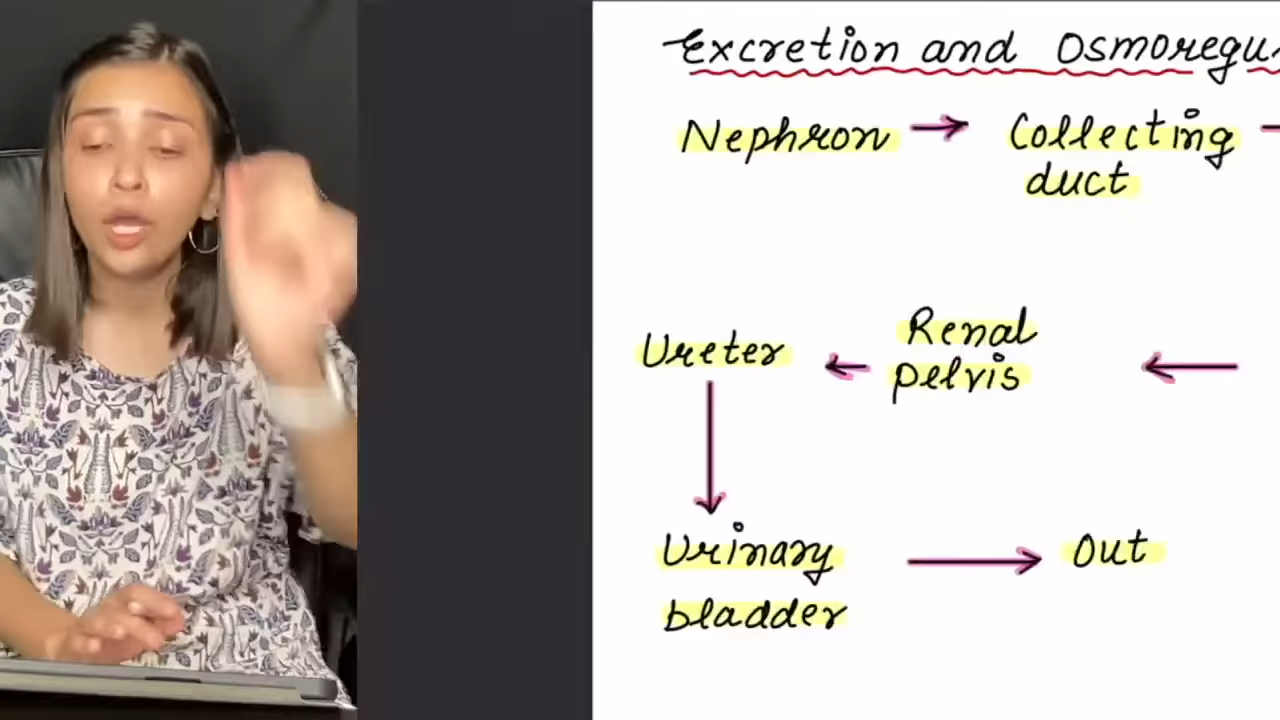 Excretion and Osmoregu
Nephron → Collecting
duct
Renal
Ureter ← pelvis ←
Urinary → Out
bladder